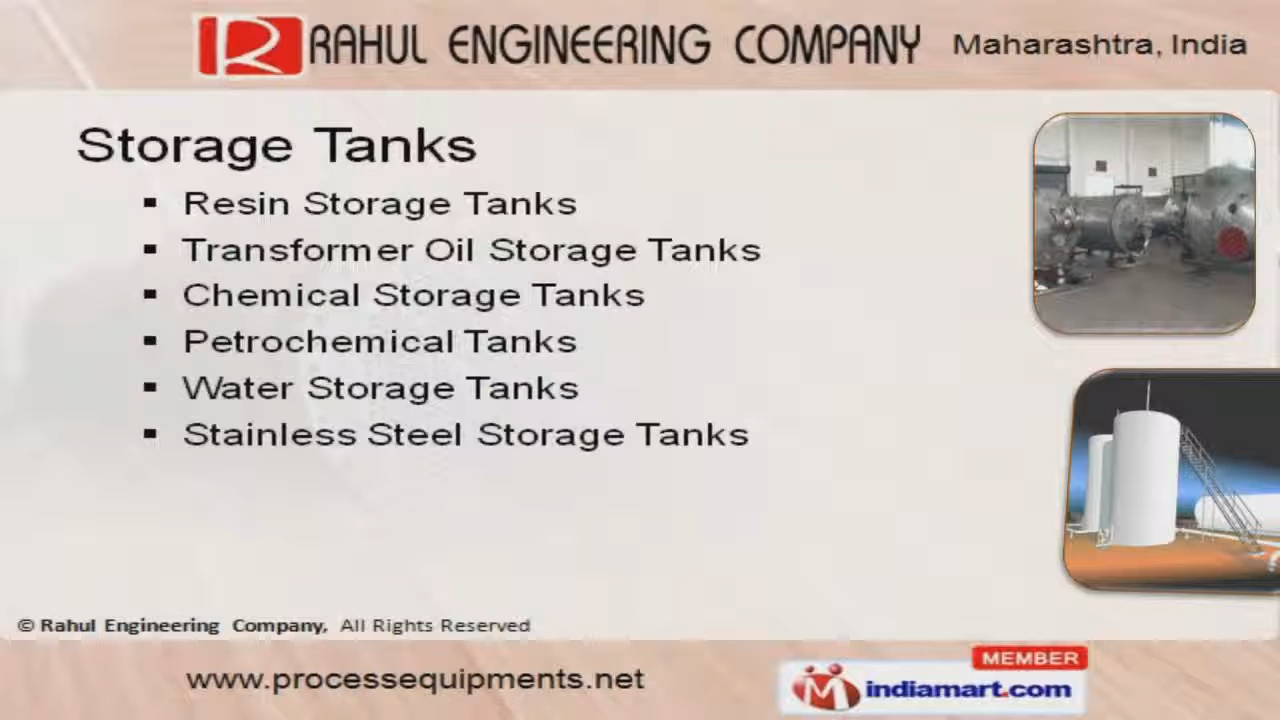 RAHUL ENGINEERING COMPANY Maharashtra, India
Storage Tanks
▪ Resin Storage Tanks
▪ Transformer Oil Storage Tanks
▪ Chemical Storage Tanks
▪ Petrochemical Tanks
▪ Water Storage Tanks
▪ Stainless Steel Storage Tanks
© Rahul Engineering Company, All Rights Reserved
MEMBER
www.processequipments.net
indiamart.com